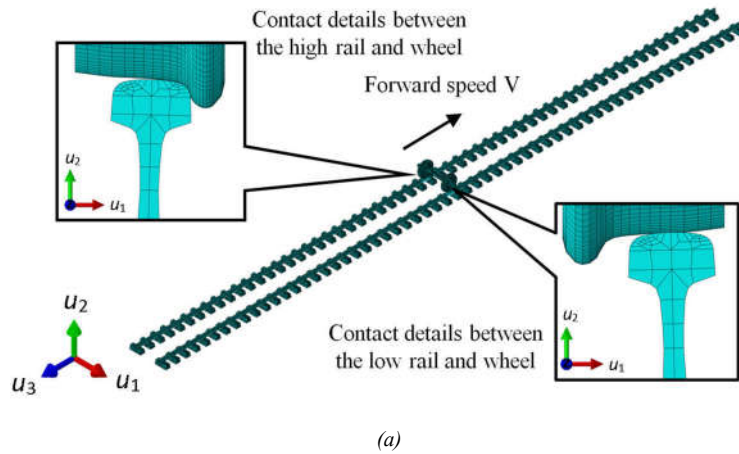 Contact details between
the high rail and wheel
Forward speed V
u2
u1
u2
u3
u1
Contact details between
the low rail and wheel
u2
u1
(a)